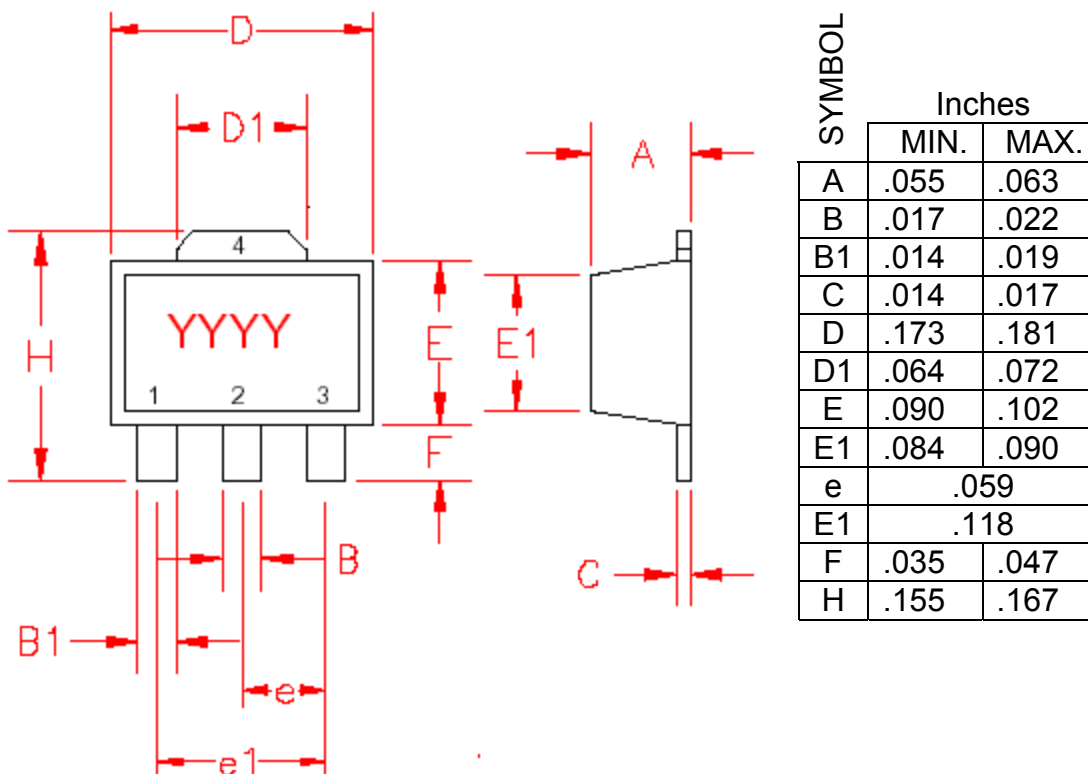 D
D1
A
4
H
YYYY
E
E1
1 2 3
F
B
C
B1
e
e1
SYMBOL
Inches
MIN. MAX.
A .055 .063
B .017 .022
B1 .014 .019
C .014 .017
D .173 .181
D1 .064 .072
E .090 .102
E1 .084 .090
e .059
E1 .118
F .035 .047
H .155 .167